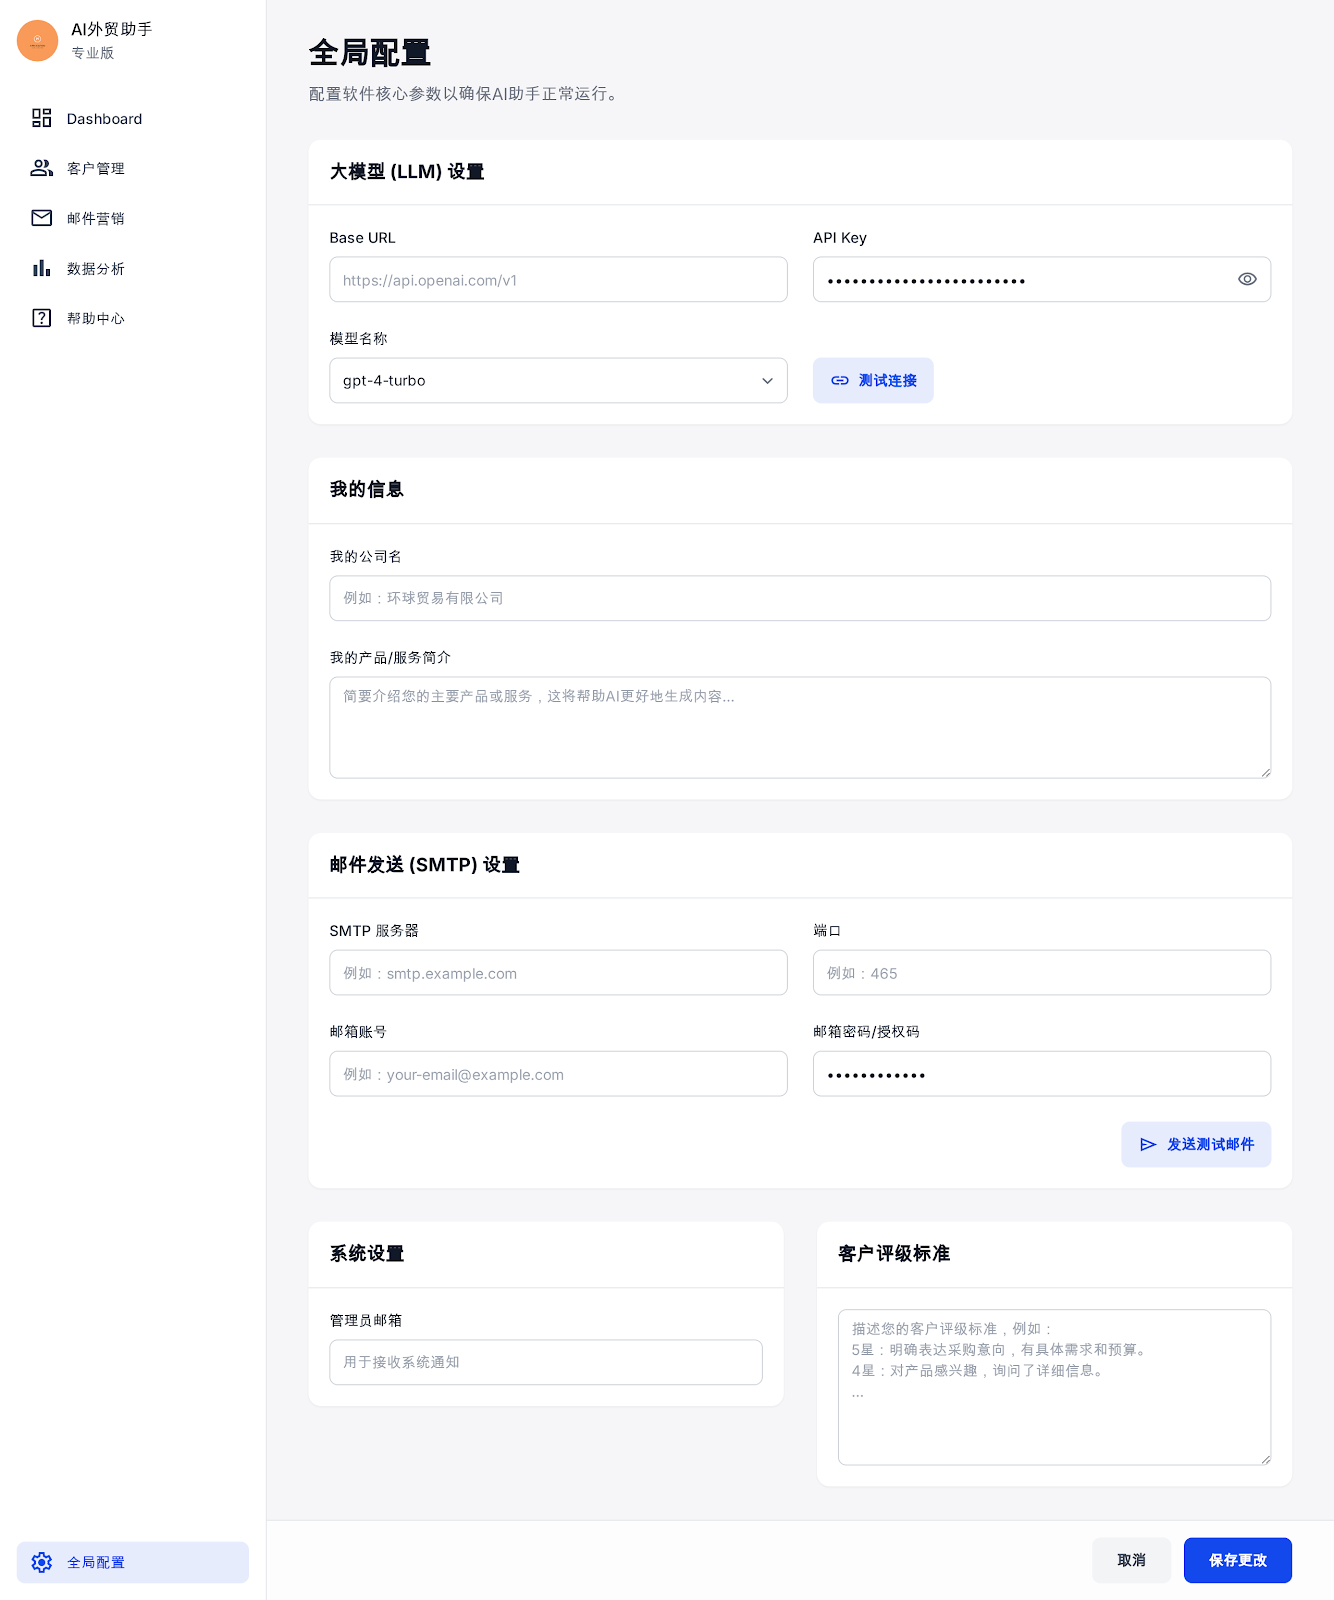 AI外贸助手
专业版
Dashboard
客户管理
邮件营销
数据分析
帮助中心
全局配置
全局配置
配置软件核心参数以确保AI助手正常运行。
大模型 (LLM) 设置
Base URL
API Key
https://api.openai.com/v1
••••••••••••••••••••••••
模型名称
gpt-4-turbo
测试连接
我的信息
我的公司名
例如：环球贸易有限公司
我的产品/服务简介
简要介绍您的主要产品或服务，这将帮助AI更好地生成内容...
邮件发送 (SMTP) 设置
SMTP 服务器
端口
例如：smtp.example.com
例如：465
邮箱账号
邮箱密码/授权码
例如：your-email@example.com
••••••••••••
发送测试邮件
系统设置
管理员邮箱
用于接收系统通知
客户评级标准
描述您的客户评级标准，例如：
5星：明确表达采购意向，有具体需求和预算。
4星：对产品感兴趣，询问了详细信息。
...
取消
保存更改